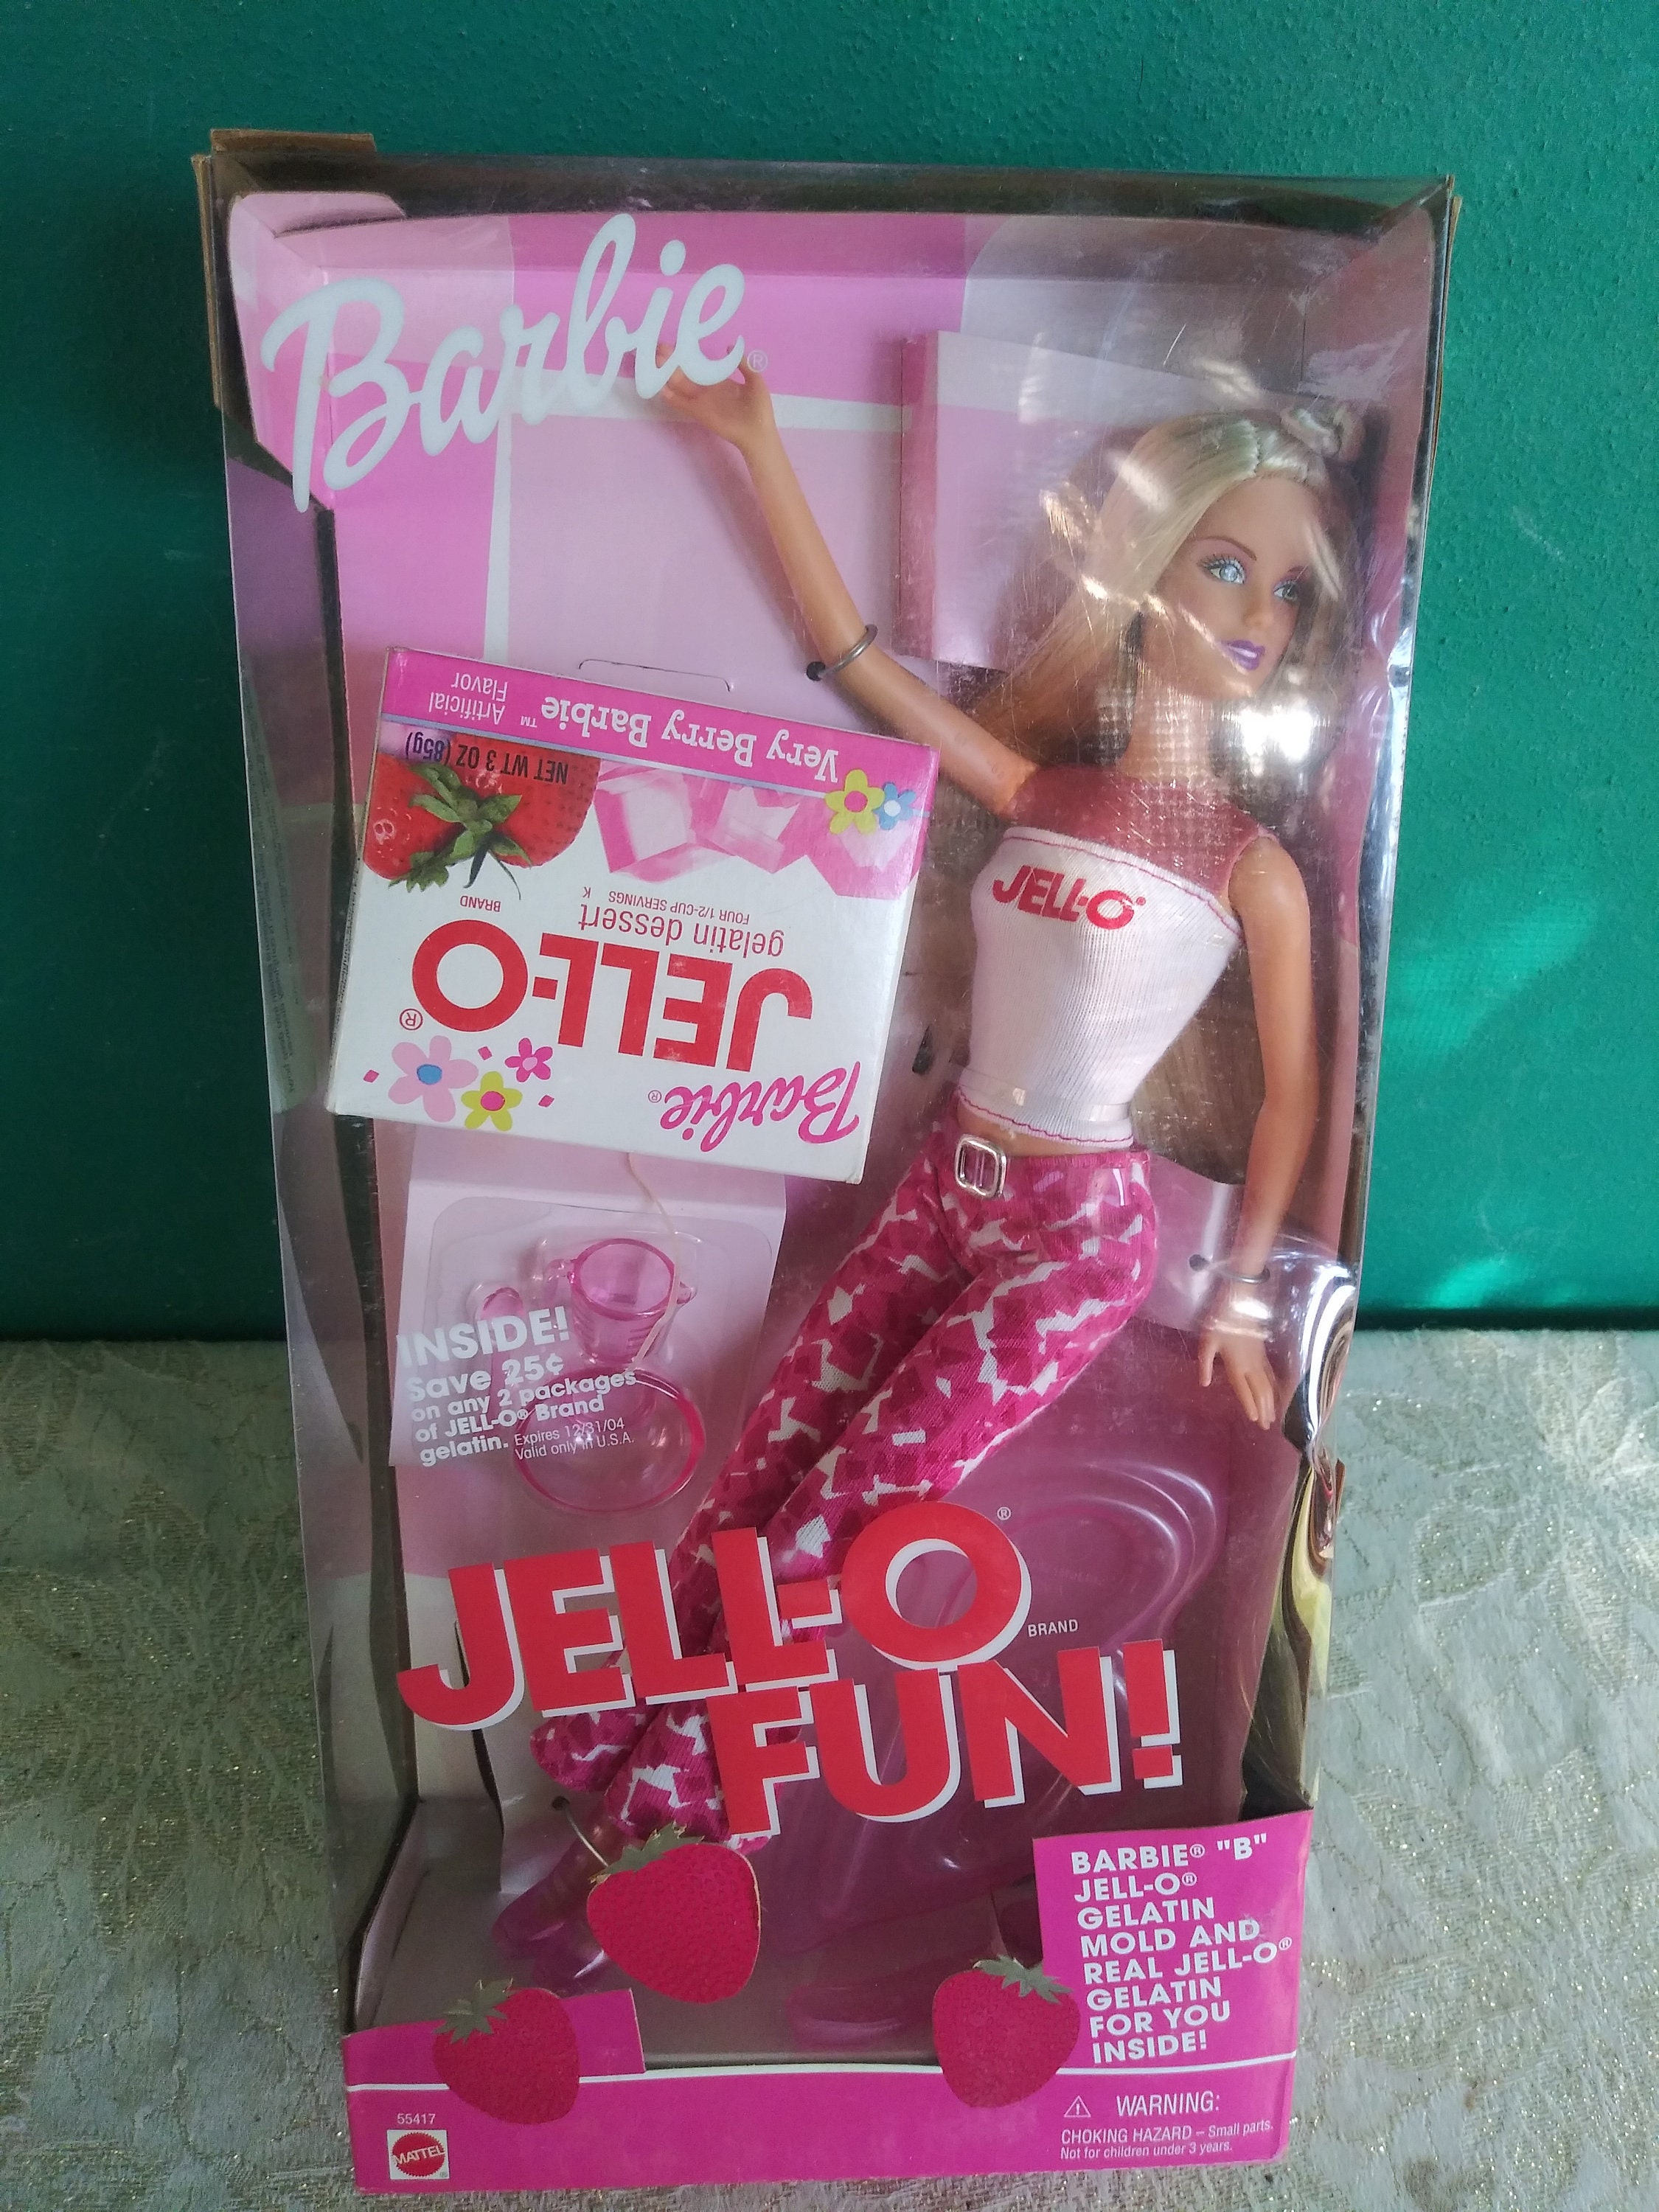 Barbie®
Very Berry Barbie™
Artificial
Flavor
NET WT 3 OZ (85g)
BRAND
FOUR 1/2-CUP SERVINGS K
gelatin dessert
JELL-O®
Barbie®
JELL-O®
INSIDE!
Save 25¢
on any 2 packages
of JELL-O® Brand
gelatin. Expires 12/31/04
Valid only in U.S.A.
JELL-O®
BRAND
FUN!
BARBIE® "B"
JELL-O®
GELATIN
MOLD AND
REAL JELL-O®
GELATIN
FOR YOU
INSIDE!
55417
MATTEL
⚠ WARNING:
CHOKING HAZARD – Small parts.
Not for children under 3 years.